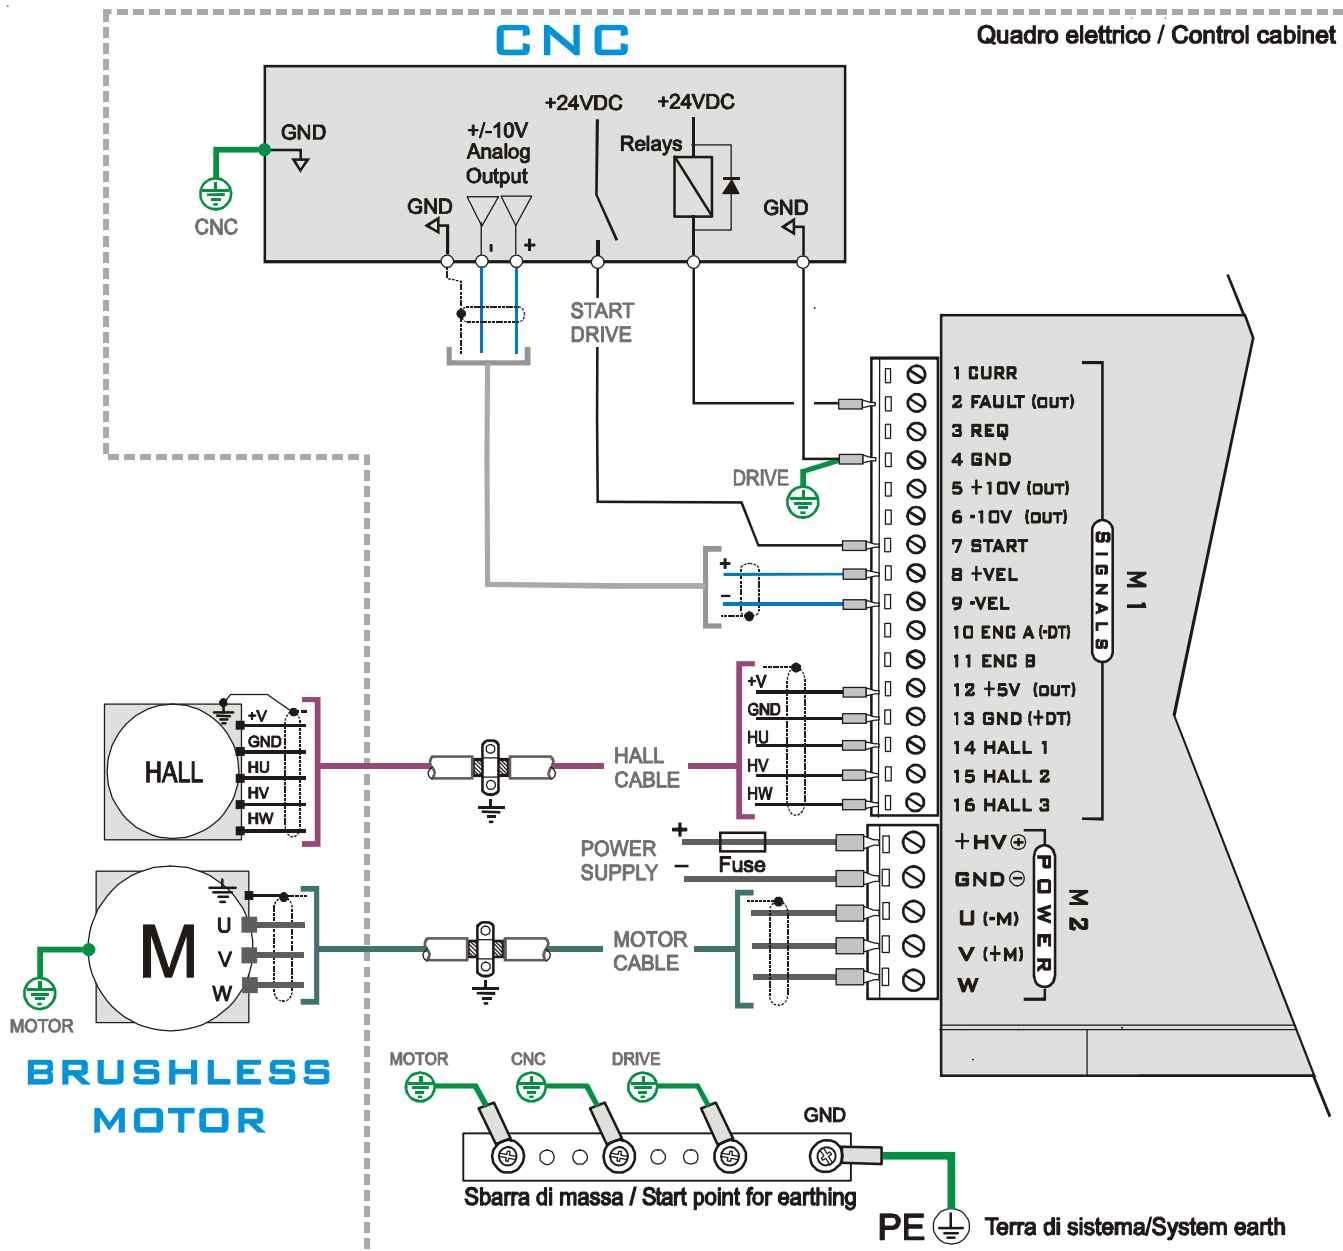 Quadro elettrico / Control cabinet
CNC
+24VDC
+24VDC
GND
+/-10V
Analog
Output
Relays
GND
GND
CNC
-
+
START
DRIVE
1 CURR
2 FAULT (OUT)
3 REQ
4 GND
5 +10V (OUT)
6 -10V (OUT)
7 START
8 +VEL
9 -VEL
10 ENC A (-DT)
11 ENC B
12 +5V (OUT)
13 GND (+DT)
14 HALL 1
15 HALL 2
16 HALL 3
SIGNALS
M 1
DRIVE
+
-
+V
GND
HU
HV
HW
HALL
CABLE
HALL
+V
-
GND
HU
HV
HW
POWER
SUPPLY
+
-
Fuse
+HV +
GND -
U (-M)
V (+M)
W
POWER
M 2
MOTOR
CABLE
M
U
V
W
MOTOR
BRUSHLESS
MOTOR
MOTOR
CNC
DRIVE
GND
Sbarra di massa / Start point for earthing
PE
Terra di sistema/System earth